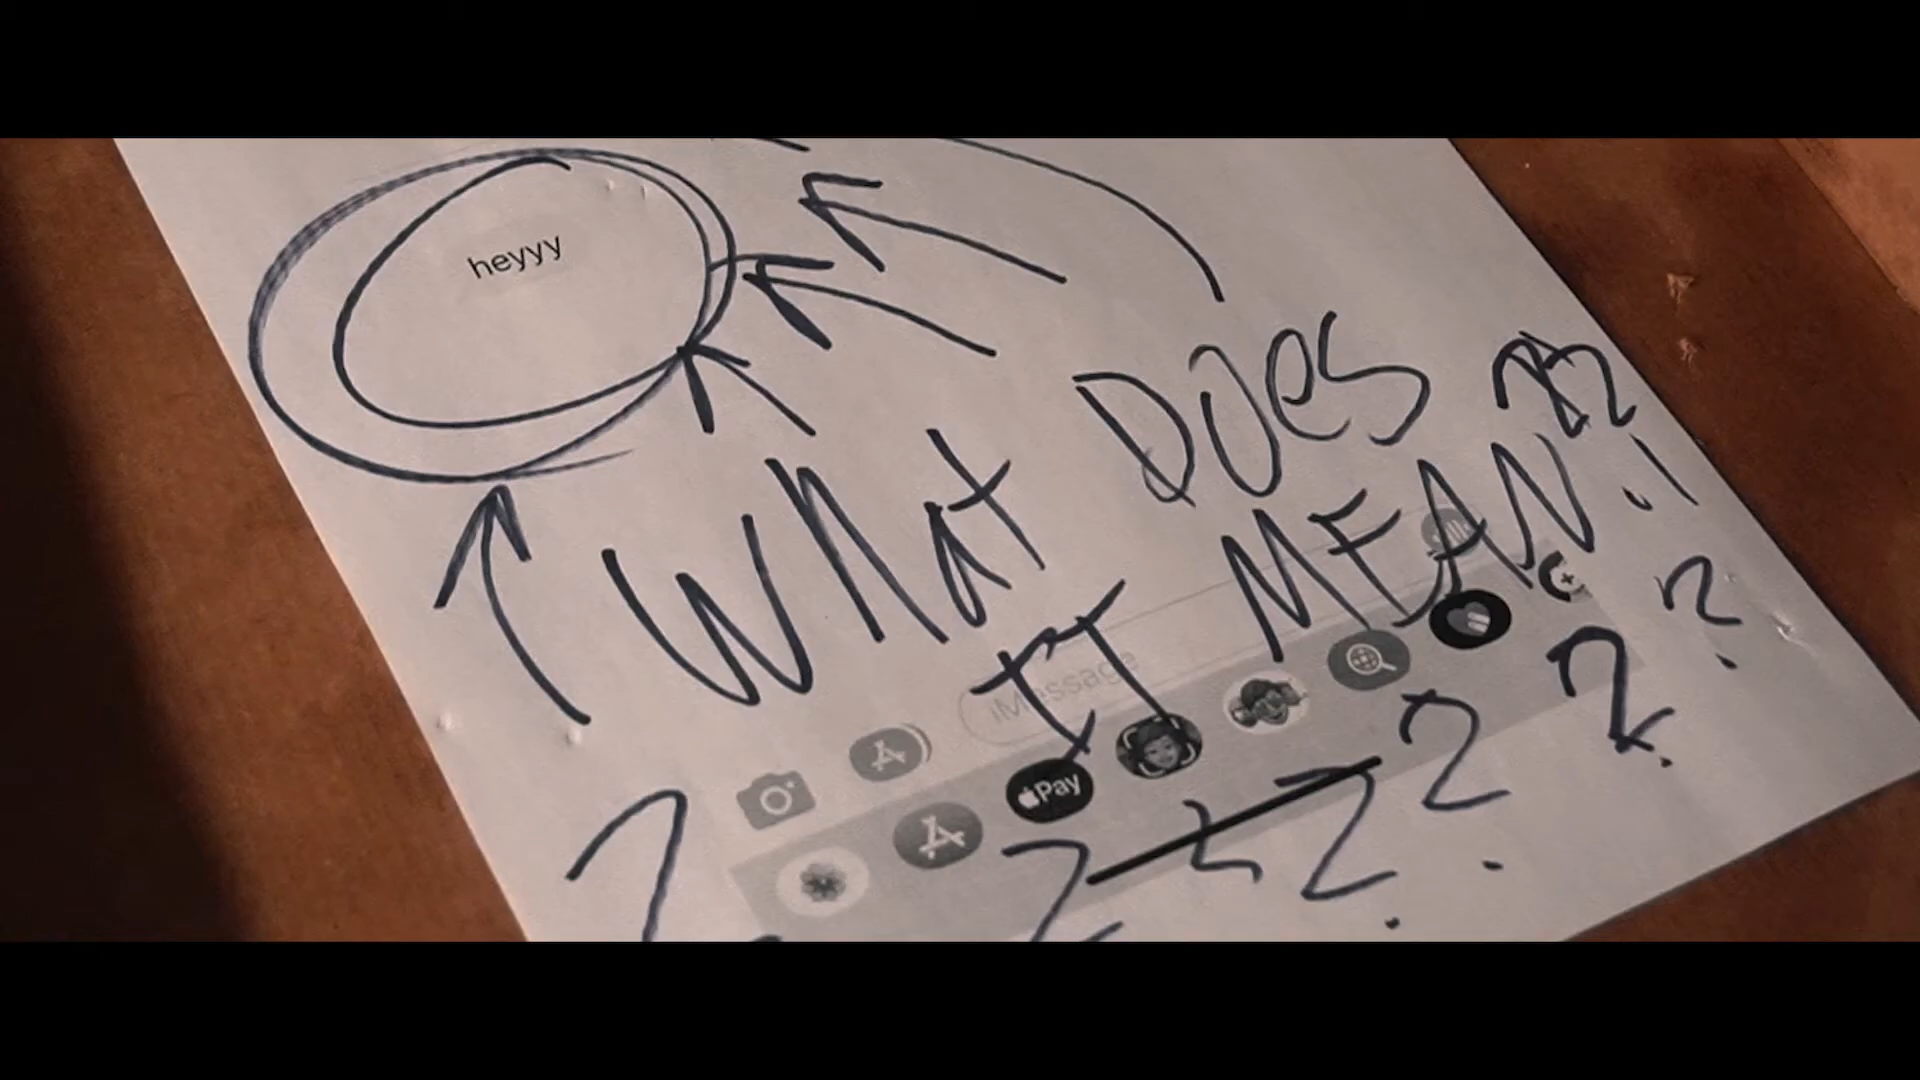 heyyy
WhAt DOES
IT MEAN ???
iMessage
?
Pay
? ? ? ? ? ?